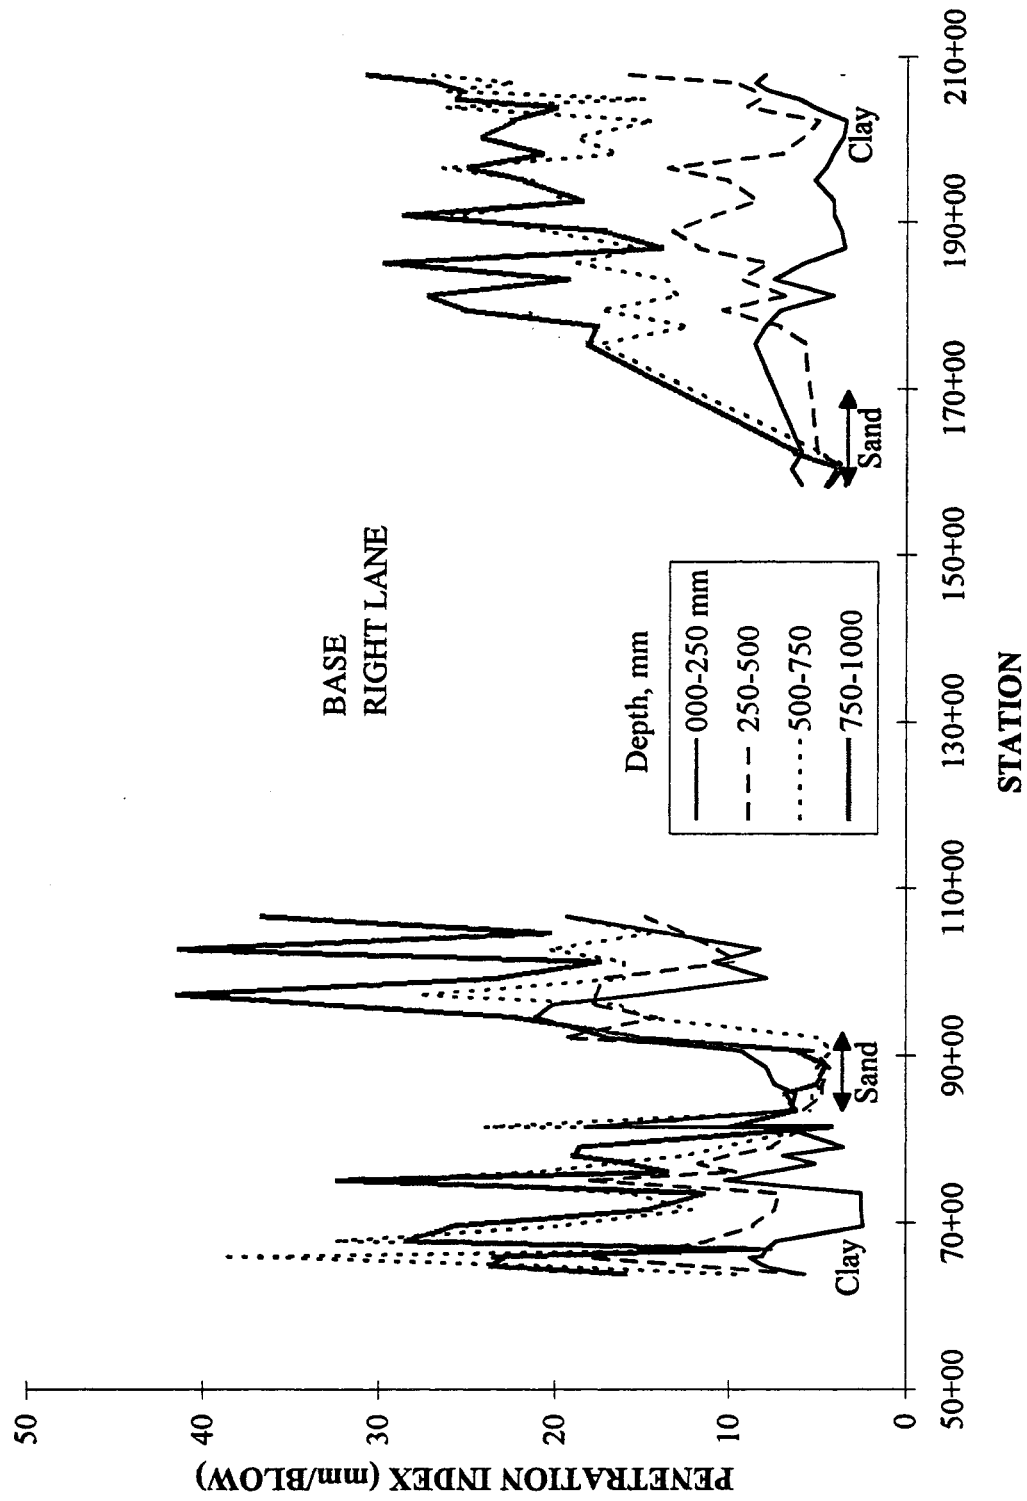 PENETRATION INDEX (mm/BLOW)
50
40
30
20
10
0
BASE
RIGHT LANE
Depth, mm
000-250 mm
250-500
500-750
750-1000
Clay
Sand
Sand
Clay
50+00
70+00
90+00
110+00
130+00
150+00
170+00
190+00
210+00
STATION